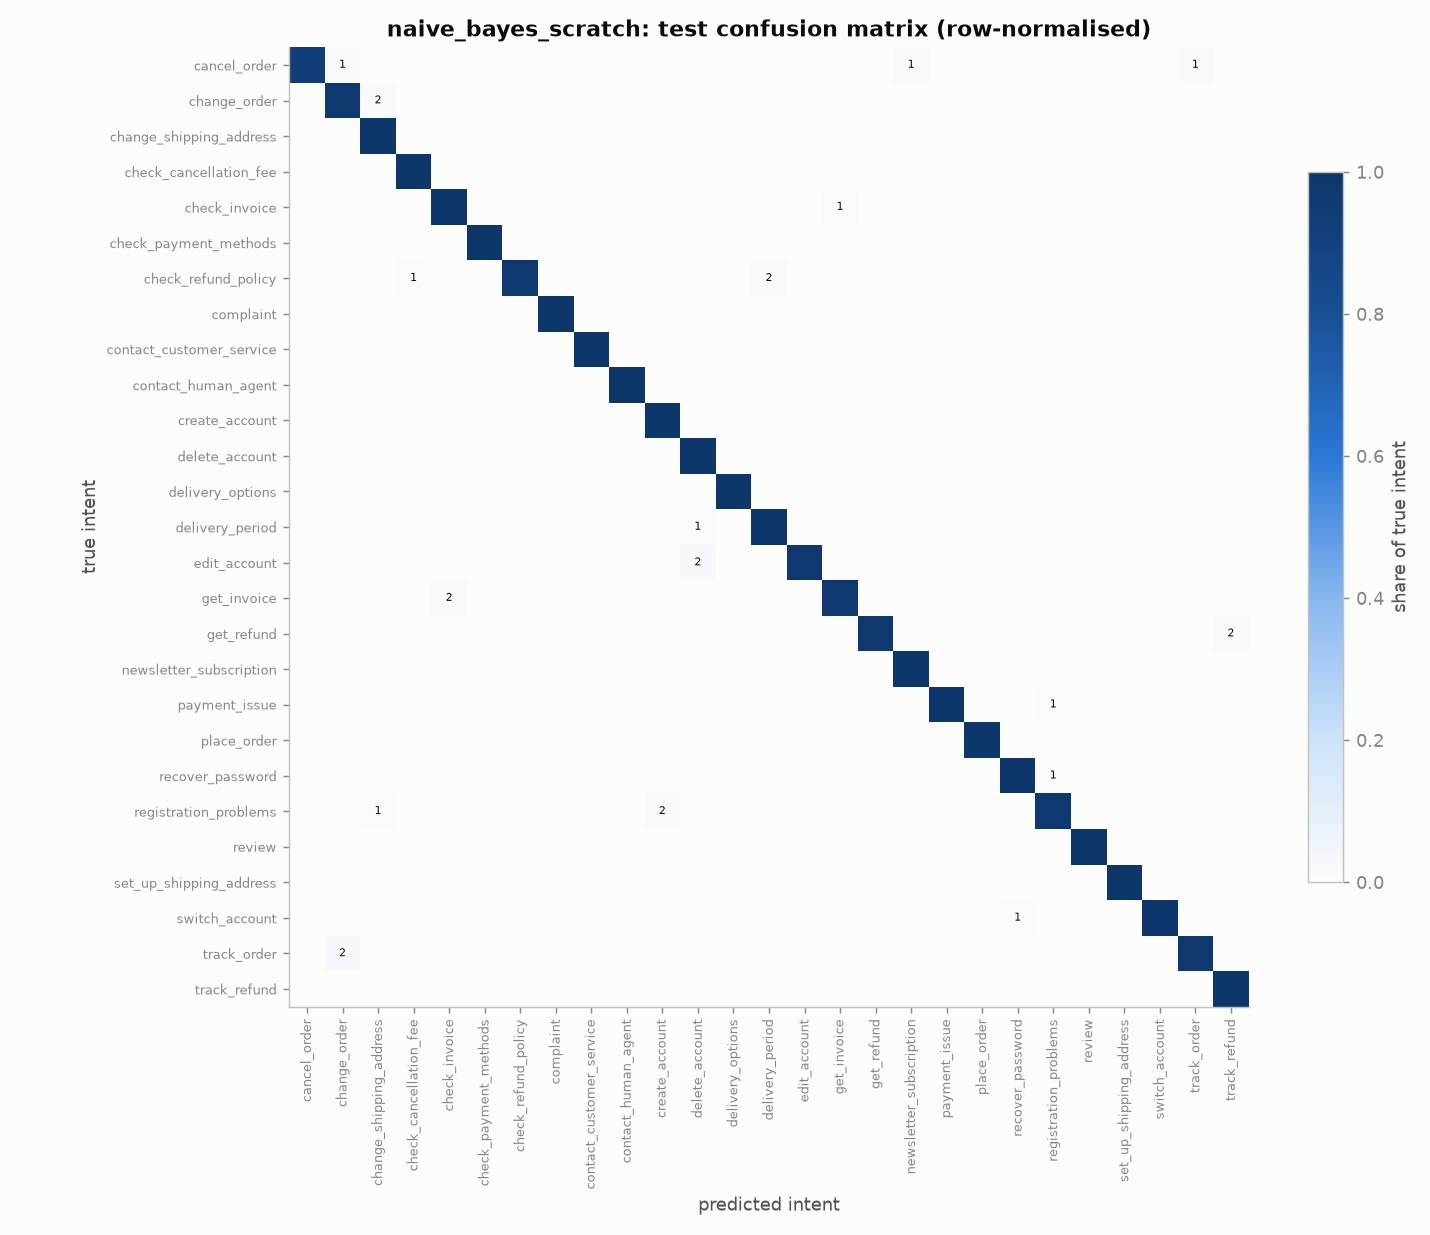 naive_bayes_scratch: test confusion matrix (row-normalised)
cancel_order 1 1 1
change_order 2
change_shipping_address
check_cancellation_fee
check_invoice 1
check_payment_methods
check_refund_policy 1 2
complaint
contact_customer_service
contact_human_agent
create_account
delete_account
delivery_options
delivery_period 1
edit_account 2
get_invoice 2
get_refund 2
newsletter_subscription
payment_issue 1
place_order
recover_password 1
registration_problems 1 2
review
set_up_shipping_address
switch_account 1
track_order 2
track_refund
true intent
cancel_order
change_order
change_shipping_address
check_cancellation_fee
check_invoice
check_payment_methods
check_refund_policy
complaint
contact_customer_service
contact_human_agent
create_account
delete_account
delivery_options
delivery_period
edit_account
get_invoice
get_refund
newsletter_subscription
payment_issue
place_order
recover_password
registration_problems
review
set_up_shipping_address
switch_account
track_order
track_refund
predicted intent
1.0
0.8
0.6
0.4
0.2
0.0
share of true intent